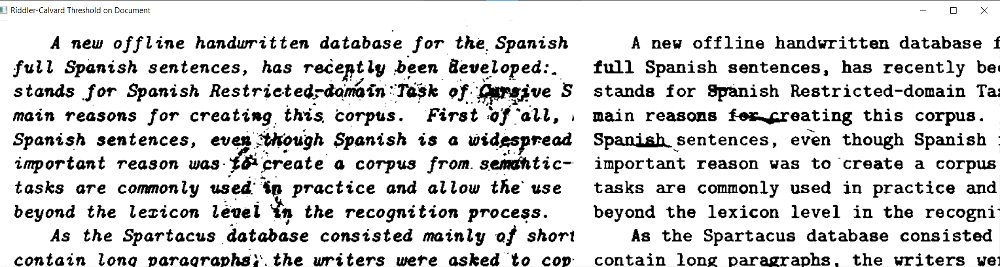 Riddler-Calvard Threshold on Document
A new offline handwritten database for the Spanish
full Spanish sentences, has recently been developed:
stands for Spanish Restricted-domain Task of Cursive S
main reasons for creating this corpus. First of all,
Spanish sentences, even though Spanish is a widespread
important reason was to create a corpus from semantic-
tasks are commonly used in practice and allow the use
beyond the lexicon level in the recognition process.
As the Spartacus database consisted mainly of short
contain long paragraphs, the writers were asked to cop
A new offline handwritten database f
full Spanish sentences, has recently bee
stands for Spanish Restricted-domain Tas
main reasons for creating this corpus.
Spanish sentences, even though Spanish
important reason was to create a corpus
tasks are commonly used in practice and
beyond the lexicon level in the recogni
As the Spartacus database consisted
contain long paragraphs, the writers wer